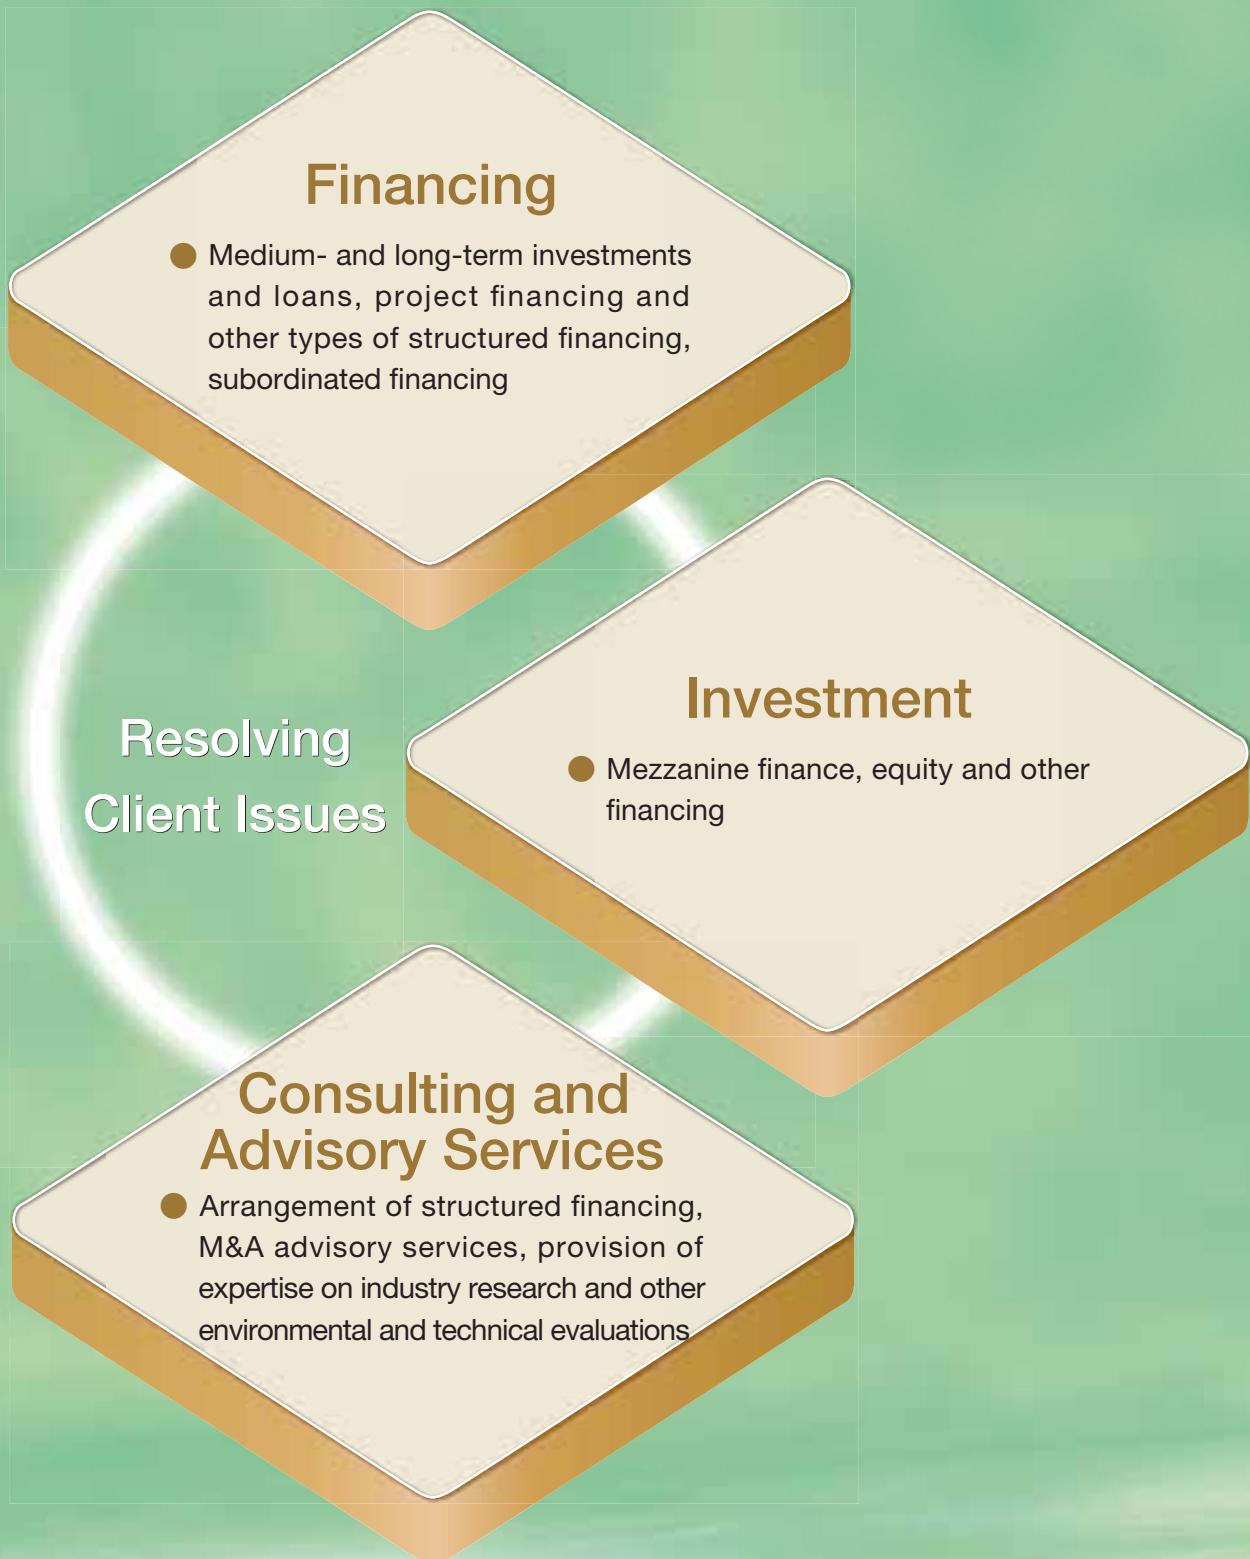 Financing
● Medium- and long-term investments
and loans, project financing and
other types of structured financing,
subordinated financing
Investment
● Mezzanine finance, equity and other
financing
Resolving
Client Issues
Consulting and
Advisory Services
● Arrangement of structured financing,
M&A advisory services, provision of
expertise on industry research and other
environmental and technical evaluations